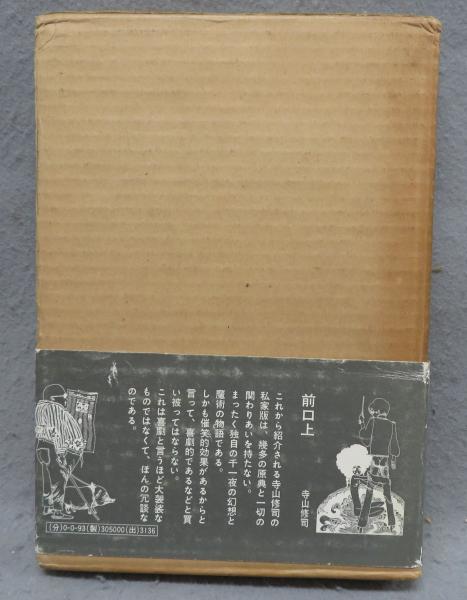 前口上
寺山修司
これから紹介される寺山修司の
私家版は、幾多の原典と一切の
関わりあいを持たない。
まったく独自の千一夜の幻想と
魔術の物語である。
しかも催笑的効果があるからと
言って、喜劇的であるなどと買
い被ってはならない。
これは喜劇と言うほど大袈裟な
ものではなくて、ほんの冗談な
のである。
(分)0-0-93(製)305000(出)3136